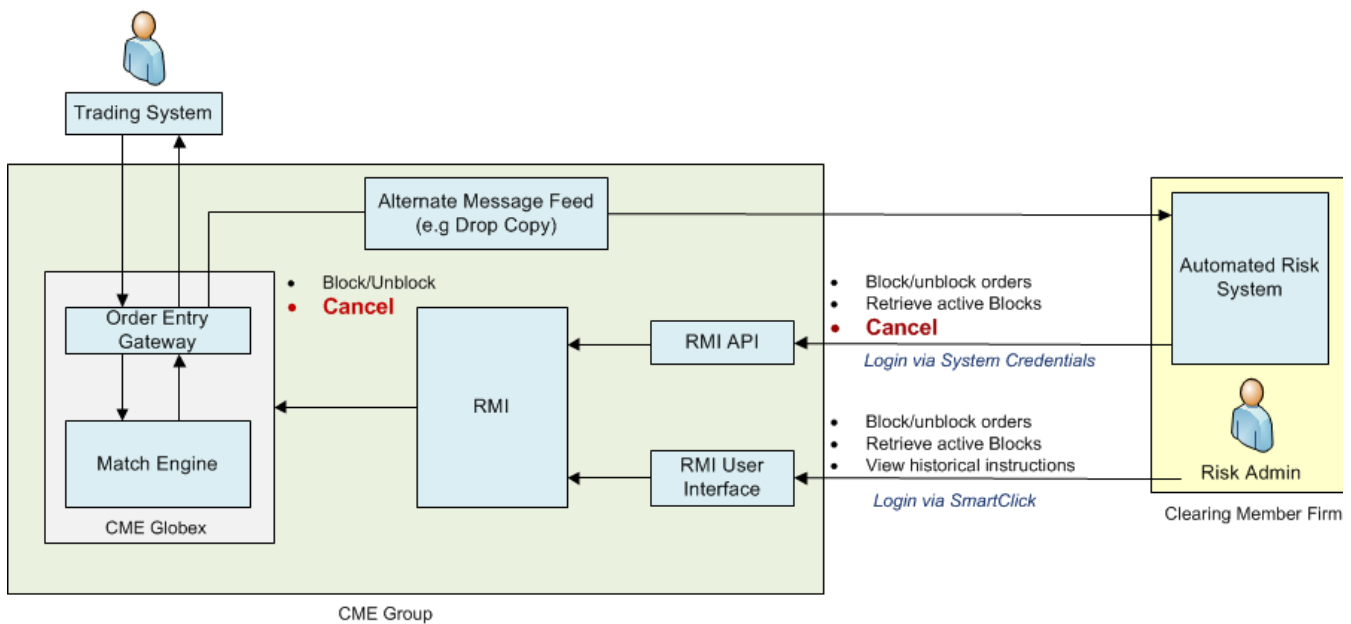 Trading System
Alternate Message Feed
(e.g Drop Copy)
Automated Risk
System
• Block/Unblock
• Cancel
• Block/unblock orders
• Retrieve active Blocks
• Cancel
Login via System Credentials
Order Entry
Gateway
RMI API
RMI
Match Engine
CME Globex
• Block/unblock orders
• Retrieve active Blocks
• View historical instructions
RMI User
Interface
Login via SmartClick
Risk Admin
Clearing Member Firm
CME Group